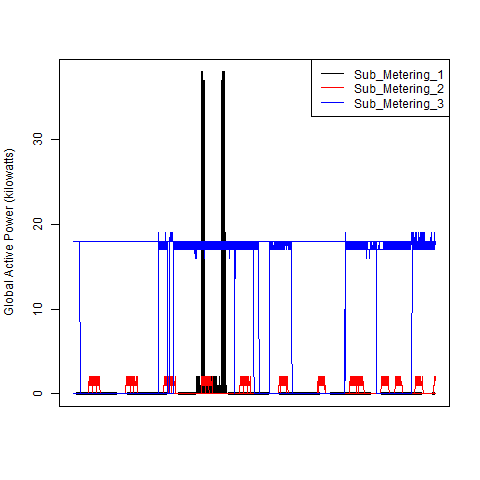 Sub_Metering_1
Sub_Metering_2
Sub_Metering_3
30
20
10
0
Global Active Power (kilowatts)